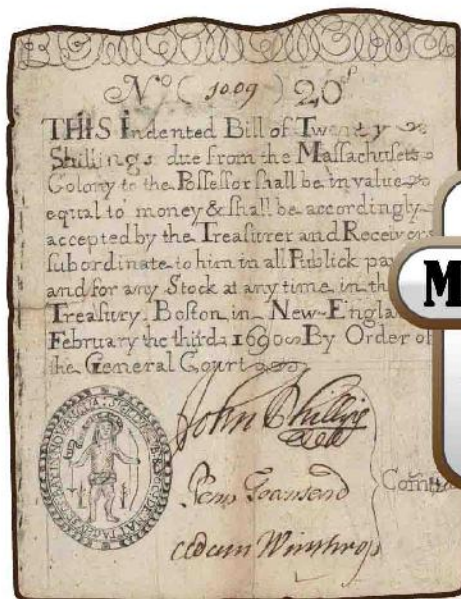 No ( 1009 ) 20s
THIS Indented Bill of Twenty
Shillings due from the Massachusets
Colony to the Possessor shall be in value
equal to money & shall be accordingly
accepted by the Treasurer and Receivers
subordinate to him in all Publick pay
and for any Stock at any time in th
Treasury. Boston in New-Engla
February the third 1690 By Order of
the General Court
John Phillips
Penn Townsend
Adam Winthrop
Com
M